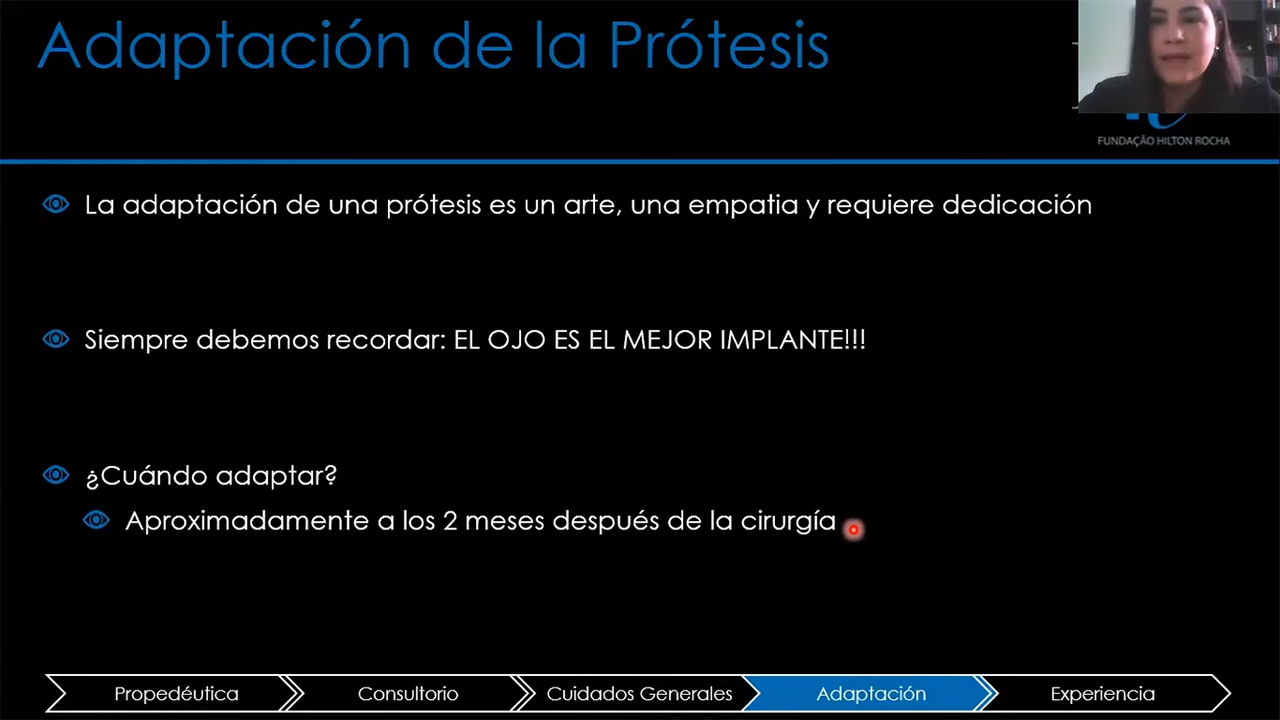 Adaptación de la Prótesis
FUNDAÇÃO HILTON ROCHA
La adaptación de una prótesis es un arte, una empatia y requiere dedicación
Siempre debemos recordar: EL OJO ES EL MEJOR IMPLANTE!!!
¿Cuándo adaptar?
Aproximadamente a los 2 meses después de la cirurgía
Propedéutica
Consultorio
Cuidados Generales
Adaptación
Experiencia